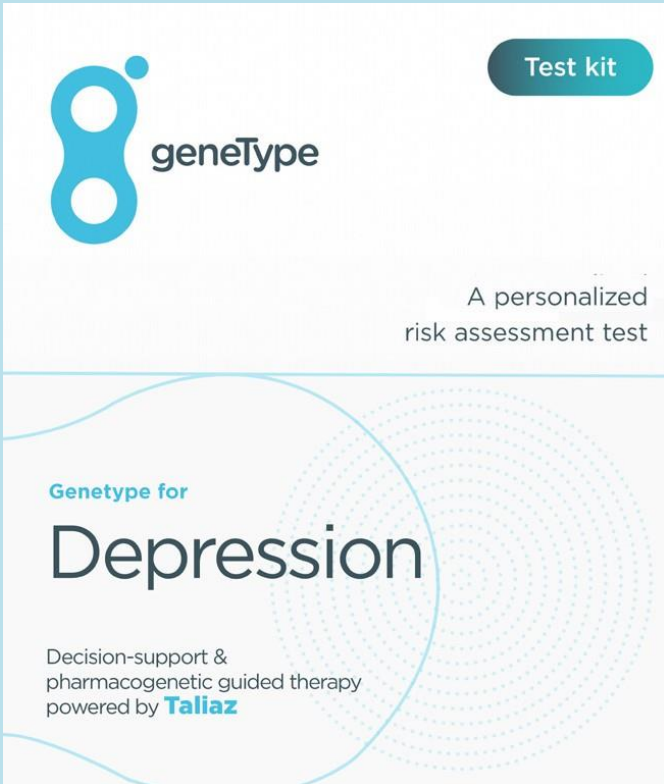 Test kit
geneType
A personalized
risk assessment test
Genetype for
Depression
Decision-support &
pharmacogenetic guided therapy
powered by Taliaz